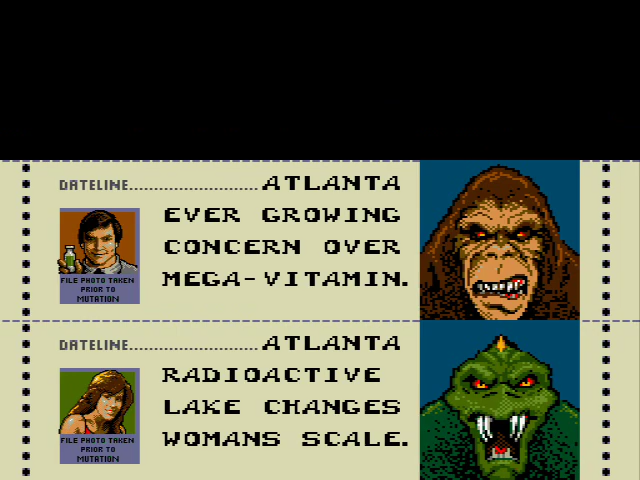 DATELINE..........................ATLANTA
EVER GROWING
CONCERN OVER
MEGA-VITAMIN.
FILE PHOTO TAKEN
PRIOR TO
MUTATION
DATELINE..........................ATLANTA
RADIOACTIVE
LAKE CHANGES
WOMANS SCALE.
FILE PHOTO TAKEN
PRIOR TO
MUTATION